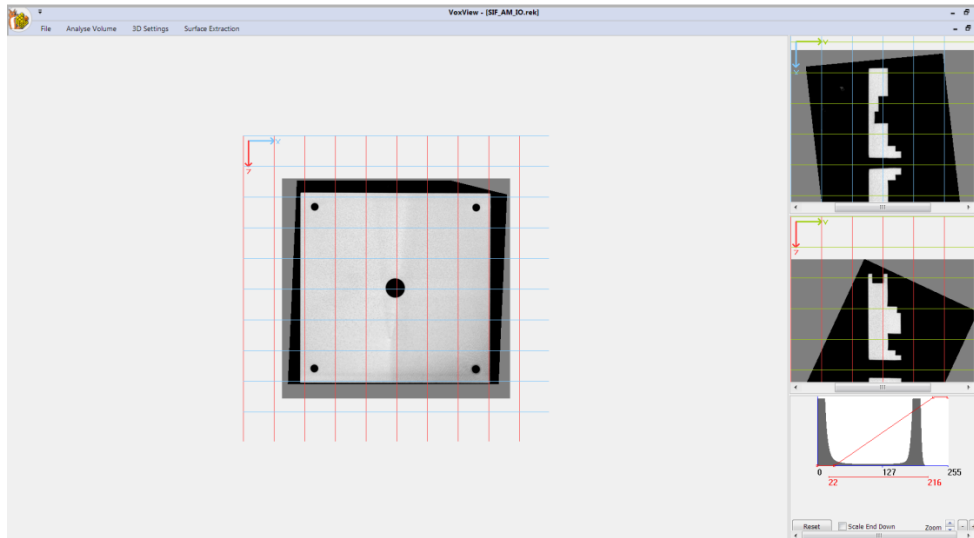 VoxView - [SIF_AM_IO.rek]
File Analyse Volume 3D Settings Surface Extraction
0 127 255
22 216
Reset Scale End Down Zoom